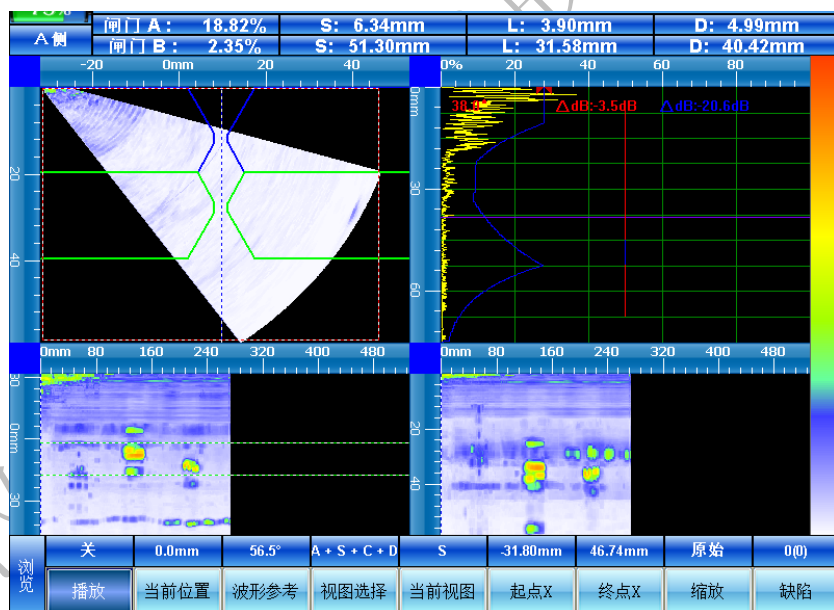 75%
A 侧
闸门 A : 18.82% S: 6.34mm L: 3.90mm D: 4.99mm
闸门 B : 2.35% S: 51.30mm L: 31.58mm D: 40.42mm
-20 0mm 20 40
0% 20 40 60 80
0mm 30 60
20 40 60
38.0° △dB:-3.5dB △dB:-20.6dB
0mm 80 160 240 320 400 480
0mm 80 160 240 320 400 480
0mm 30
20 40
浏览
关 0.0mm 56.5° A + S + C + D S -31.80mm 46.74mm 原始 0(0)
播放 当前位置 波形参考 视图选择 当前视图 起点X 终点X 缩放 缺陷